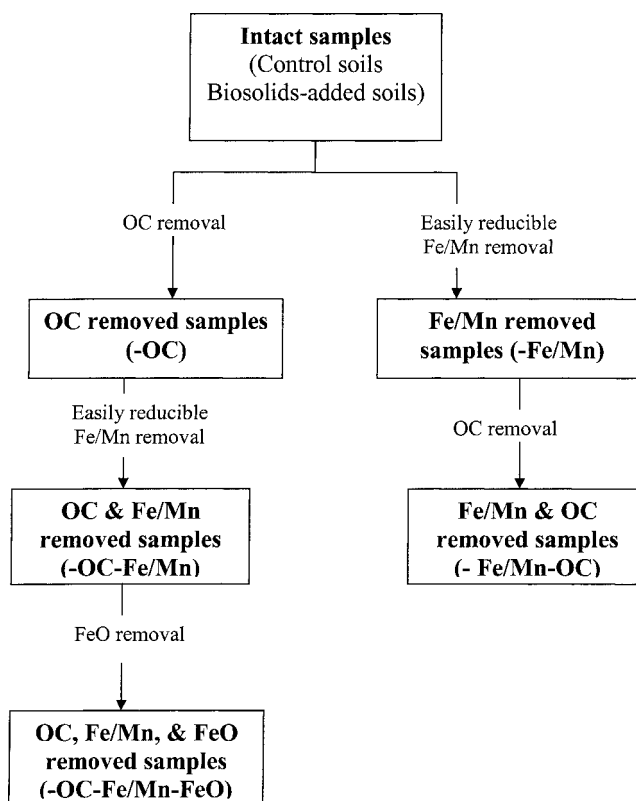 Intact samples
(Control soils
Biosolids-added soils)
OC removal
Easily reducible
Fe/Mn removal
OC removed samples
(-OC)
Fe/Mn removed
samples (-Fe/Mn)
Easily reducible
Fe/Mn removal
OC removal
OC & Fe/Mn
removed samples
(-OC-Fe/Mn)
Fe/Mn & OC
removed samples
(- Fe/Mn-OC)
FeO removal
OC, Fe/Mn, & FeO
removed samples
(-OC-Fe/Mn-FeO)